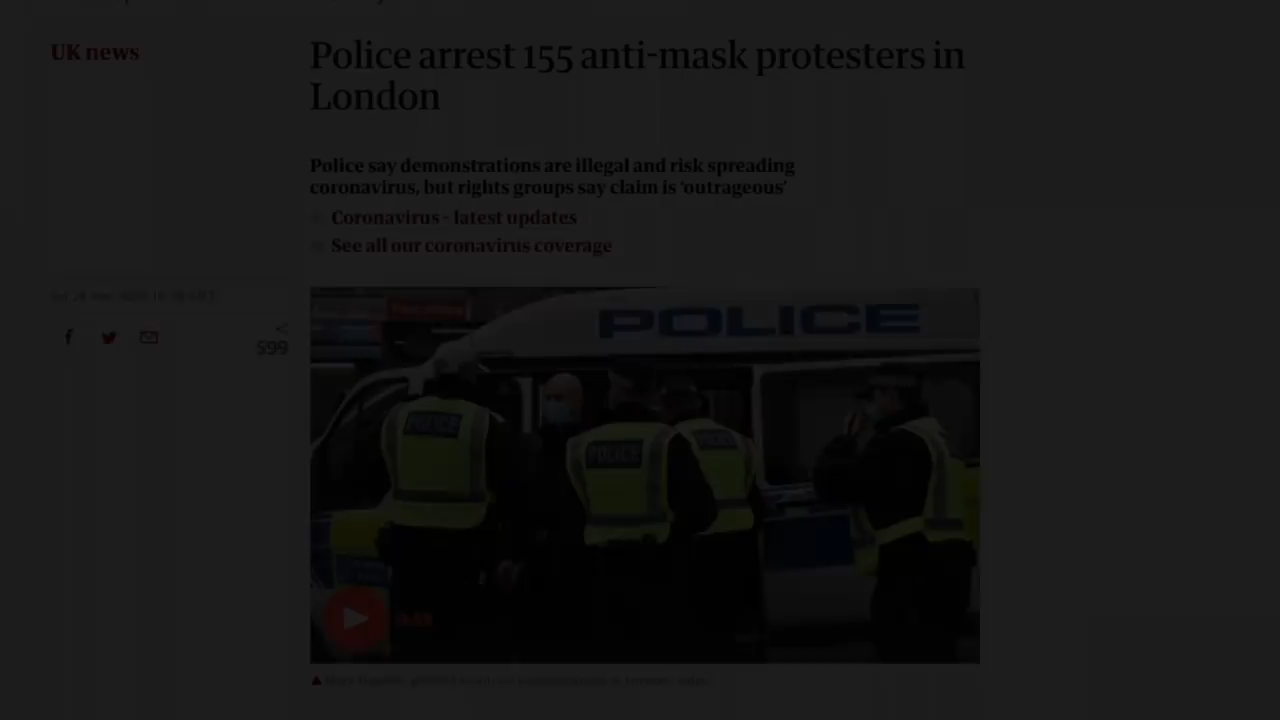 UK news
Police arrest 155 anti-mask protesters in
London
Police say demonstrations are illegal and risk spreading
coronavirus, but rights groups say claim is ‘outrageous’
Coronavirus - latest updates
See all our coronavirus coverage
599
POLICE
POLICE
POLICE
POLICE